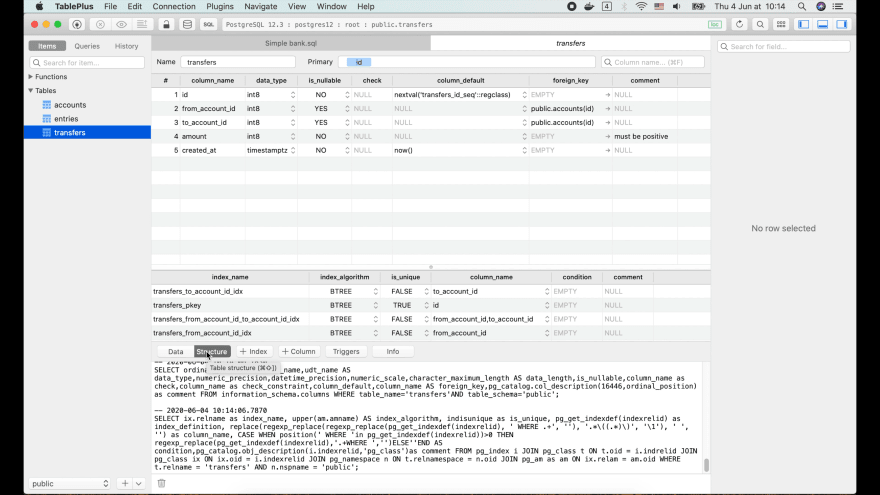 TablePlus File Edit Connection Plugins Navigate View Window Help 4 Thu 4 Jun at 10:14
SQL PostgreSQL 12.3 : postgres12 : root : public.transfers loc
Items Queries History Simple bank.sql transfers Search for field...
Search for item... Name transfers Primary id Column name... (⌘F)
Functions
Tables
accounts
entries
transfers
# column_name data_type is_nullable check column_default foreign_key comment
1 id int8 NO NULL nextval('transfers_id_seq'::regclass) EMPTY NULL
2 from_account_id int8 YES NULL NULL public.accounts(id) NULL
3 to_account_id int8 YES NULL NULL public.accounts(id) NULL
4 amount int8 NO NULL NULL EMPTY must be positive
5 created_at timestamptz NO NULL now() EMPTY NULL
No row selected
index_name index_algorithm is_unique column_name condition comment
transfers_to_account_id_idx BTREE FALSE to_account_id EMPTY NULL
transfers_pkey BTREE TRUE id EMPTY NULL
transfers_from_account_id_to_account_id_idx BTREE FALSE from_account_id,to_account_id EMPTY NULL
transfers_from_account_id_idx BTREE FALSE from_account_id EMPTY NULL
Data Structure + Index + Column Triggers Info
Table structure (⌘⇧])
SELECT _name,udt_name AS
data_type,numeric_precision,datetime_precision,numeric_scale,character_maximum_length AS data_length,is_nullable,column_name as
check,column_name as check_constraint,column_default,column_name AS foreign_key,pg_catalog.col_description(16446,ordinal_position)
as comment FROM information_schema.columns WHERE table_name='transfers'AND table_schema='public';
-- 2020-06-04 10:14:06.7870
SELECT ix.relname as index_name, upper(am.amname) AS index_algorithm, indisunique as is_unique, pg_get_indexdef(indexrelid) as
index_definition, replace(regexp_replace(regexp_replace(pg_get_indexdef(indexrelid), ' WHERE .+', ''), '.*\((.*)\)', '\1'), ' ',
'') as column_name, CASE WHEN position(' WHERE 'in pg_get_indexdef(indexrelid))>0 THEN
regexp_replace(pg_get_indexdef(indexrelid),'.+WHERE ','')ELSE''END AS
condition,pg_catalog.obj_description(i.indexrelid,'pg_class')as comment FROM pg_index i JOIN pg_class t ON t.oid = i.indrelid JOIN
pg_class ix ON ix.oid = i.indexrelid JOIN pg_namespace n ON t.relnamespace = n.oid JOIN pg_am as am ON ix.relam = am.oid WHERE
t.relname = 'transfers' AND n.nspname = 'public';
public